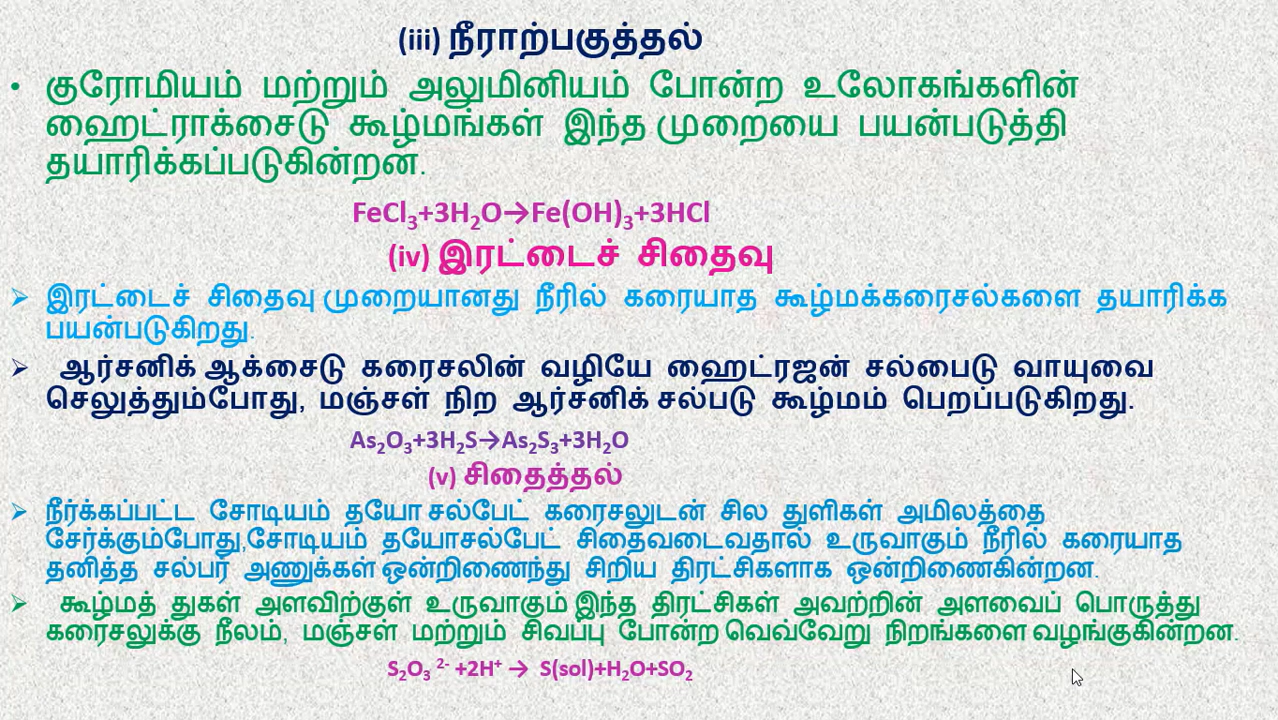 (iii) நீராற்பகுத்தல்
• குரோமியம் மற்றும் அலுமினியம் போன்ற உலோகங்களின்
ஹைட்ராக்சைடு கூழ்மங்கள் இந்த முறையை பயன்படுத்தி
தயாரிக்கப்படுகின்றன.
FeCl₃+3H₂O→Fe(OH)₃+3HCl
(iv) இரட்டைச் சிதைவு
➢ இரட்டைச் சிதைவு முறையானது நீரில் கரையாத கூழ்மக்கரைசல்களை தயாரிக்க
பயன்படுகிறது.
➢ ஆர்சனிக் ஆக்சைடு கரைசலின் வழியே ஹைட்ரஜன் சல்பைடு வாயுவை
செலுத்தும்போது, மஞ்சள் நிற ஆர்சனிக் சல்படு கூழ்மம் பெறப்படுகிறது.
As₂O₃+3H₂S→As₂S₃+3H₂O
(v) சிதைத்தல்
➢ நீர்க்கப்பட்ட சோடியம் தயோ சல்பேட் கரைசலுடன் சில துளிகள் அமிலத்தை
சேர்க்கும்போது,சோடியம் தயோசல்பேட் சிதைவடைவதால் உருவாகும் நீரில் கரையாத
தனித்த சல்பர் அணுக்கள் ஒன்றிணைந்து சிறிய திரட்சிகளாக ஒன்றிணைகின்றன.
➢ கூழ்மத் துகள் அளவிற்குள் உருவாகும் இந்த திரட்சிகள் அவற்றின் அளவைப் பொருத்து
கரைசலுக்கு நீலம், மஞ்சள் மற்றும் சிவப்பு போன்ற வெவ்வேறு நிறங்களை வழங்குகின்றன.
S₂O₃ ²⁻ +2H⁺ → S(sol)+H₂O+SO₂